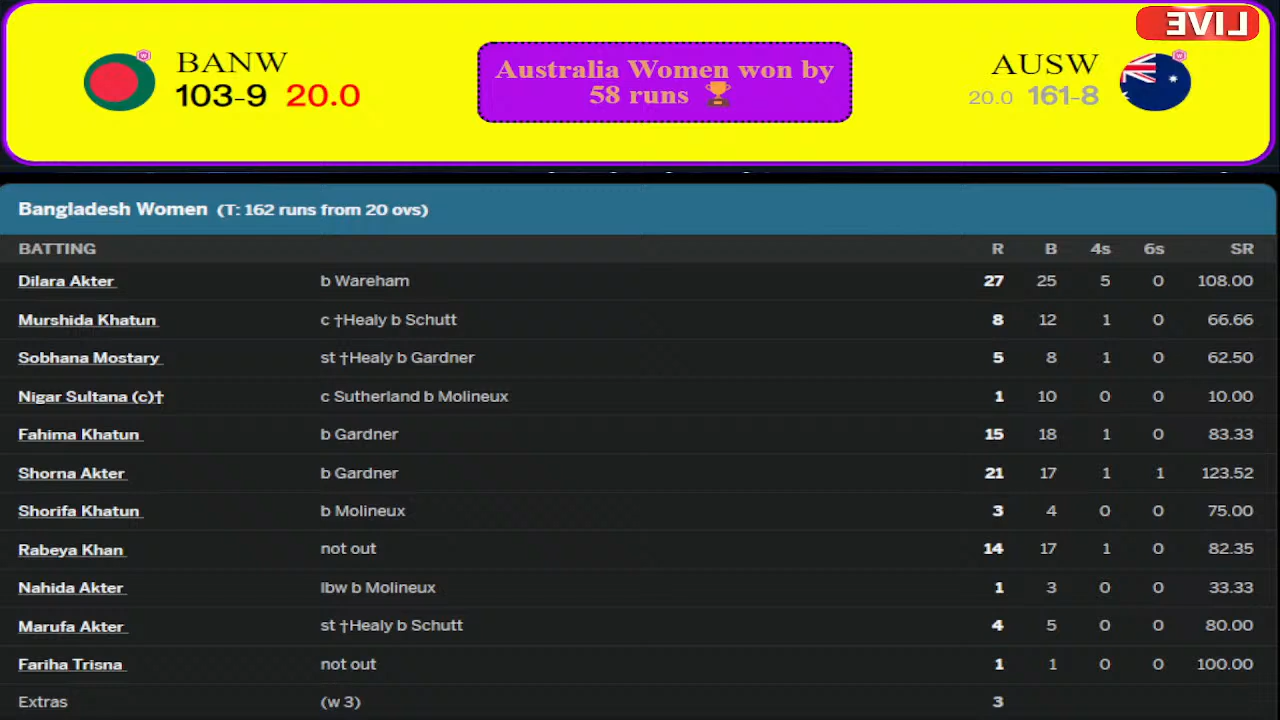 LIVE
BANW
103-9 20.0
Australia Women won by
58 runs 🏆
AUSW
20.0 161-8
Bangladesh Women (T: 162 runs from 20 ovs)
BATTING R B 4s 6s SR
Dilara Akter b Wareham 27 25 5 0 108.00
Murshida Khatun c †Healy b Schutt 8 12 1 0 66.66
Sobhana Mostary st †Healy b Gardner 5 8 1 0 62.50
Nigar Sultana (c)† c Sutherland b Molineux 1 10 0 0 10.00
Fahima Khatun b Gardner 15 18 1 0 83.33
Shorna Akter b Gardner 21 17 1 1 123.52
Shorifa Khatun b Molineux 3 4 0 0 75.00
Rabeya Khan not out 14 17 1 0 82.35
Nahida Akter lbw b Molineux 1 3 0 0 33.33
Marufa Akter st †Healy b Schutt 4 5 0 0 80.00
Fariha Trisna not out 1 1 0 0 100.00
Extras (w 3) 3